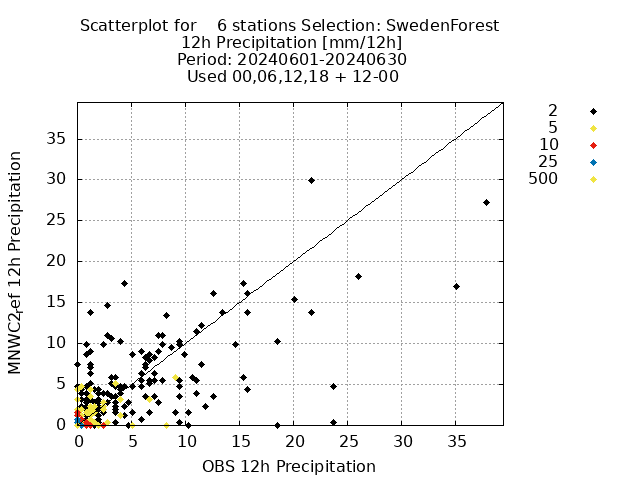 Scatterplot for    6 stations Selection: SwedenForest
12h Precipitation [mm/12h]
Period: 20240601-20240630
Used 00,06,12,18 + 12-00
2
5
10
25
500
MNWC2_ref 12h Precipitation
35
30
25
20
15
10
5
0
0 5 10 15 20 25 30 35
OBS 12h Precipitation